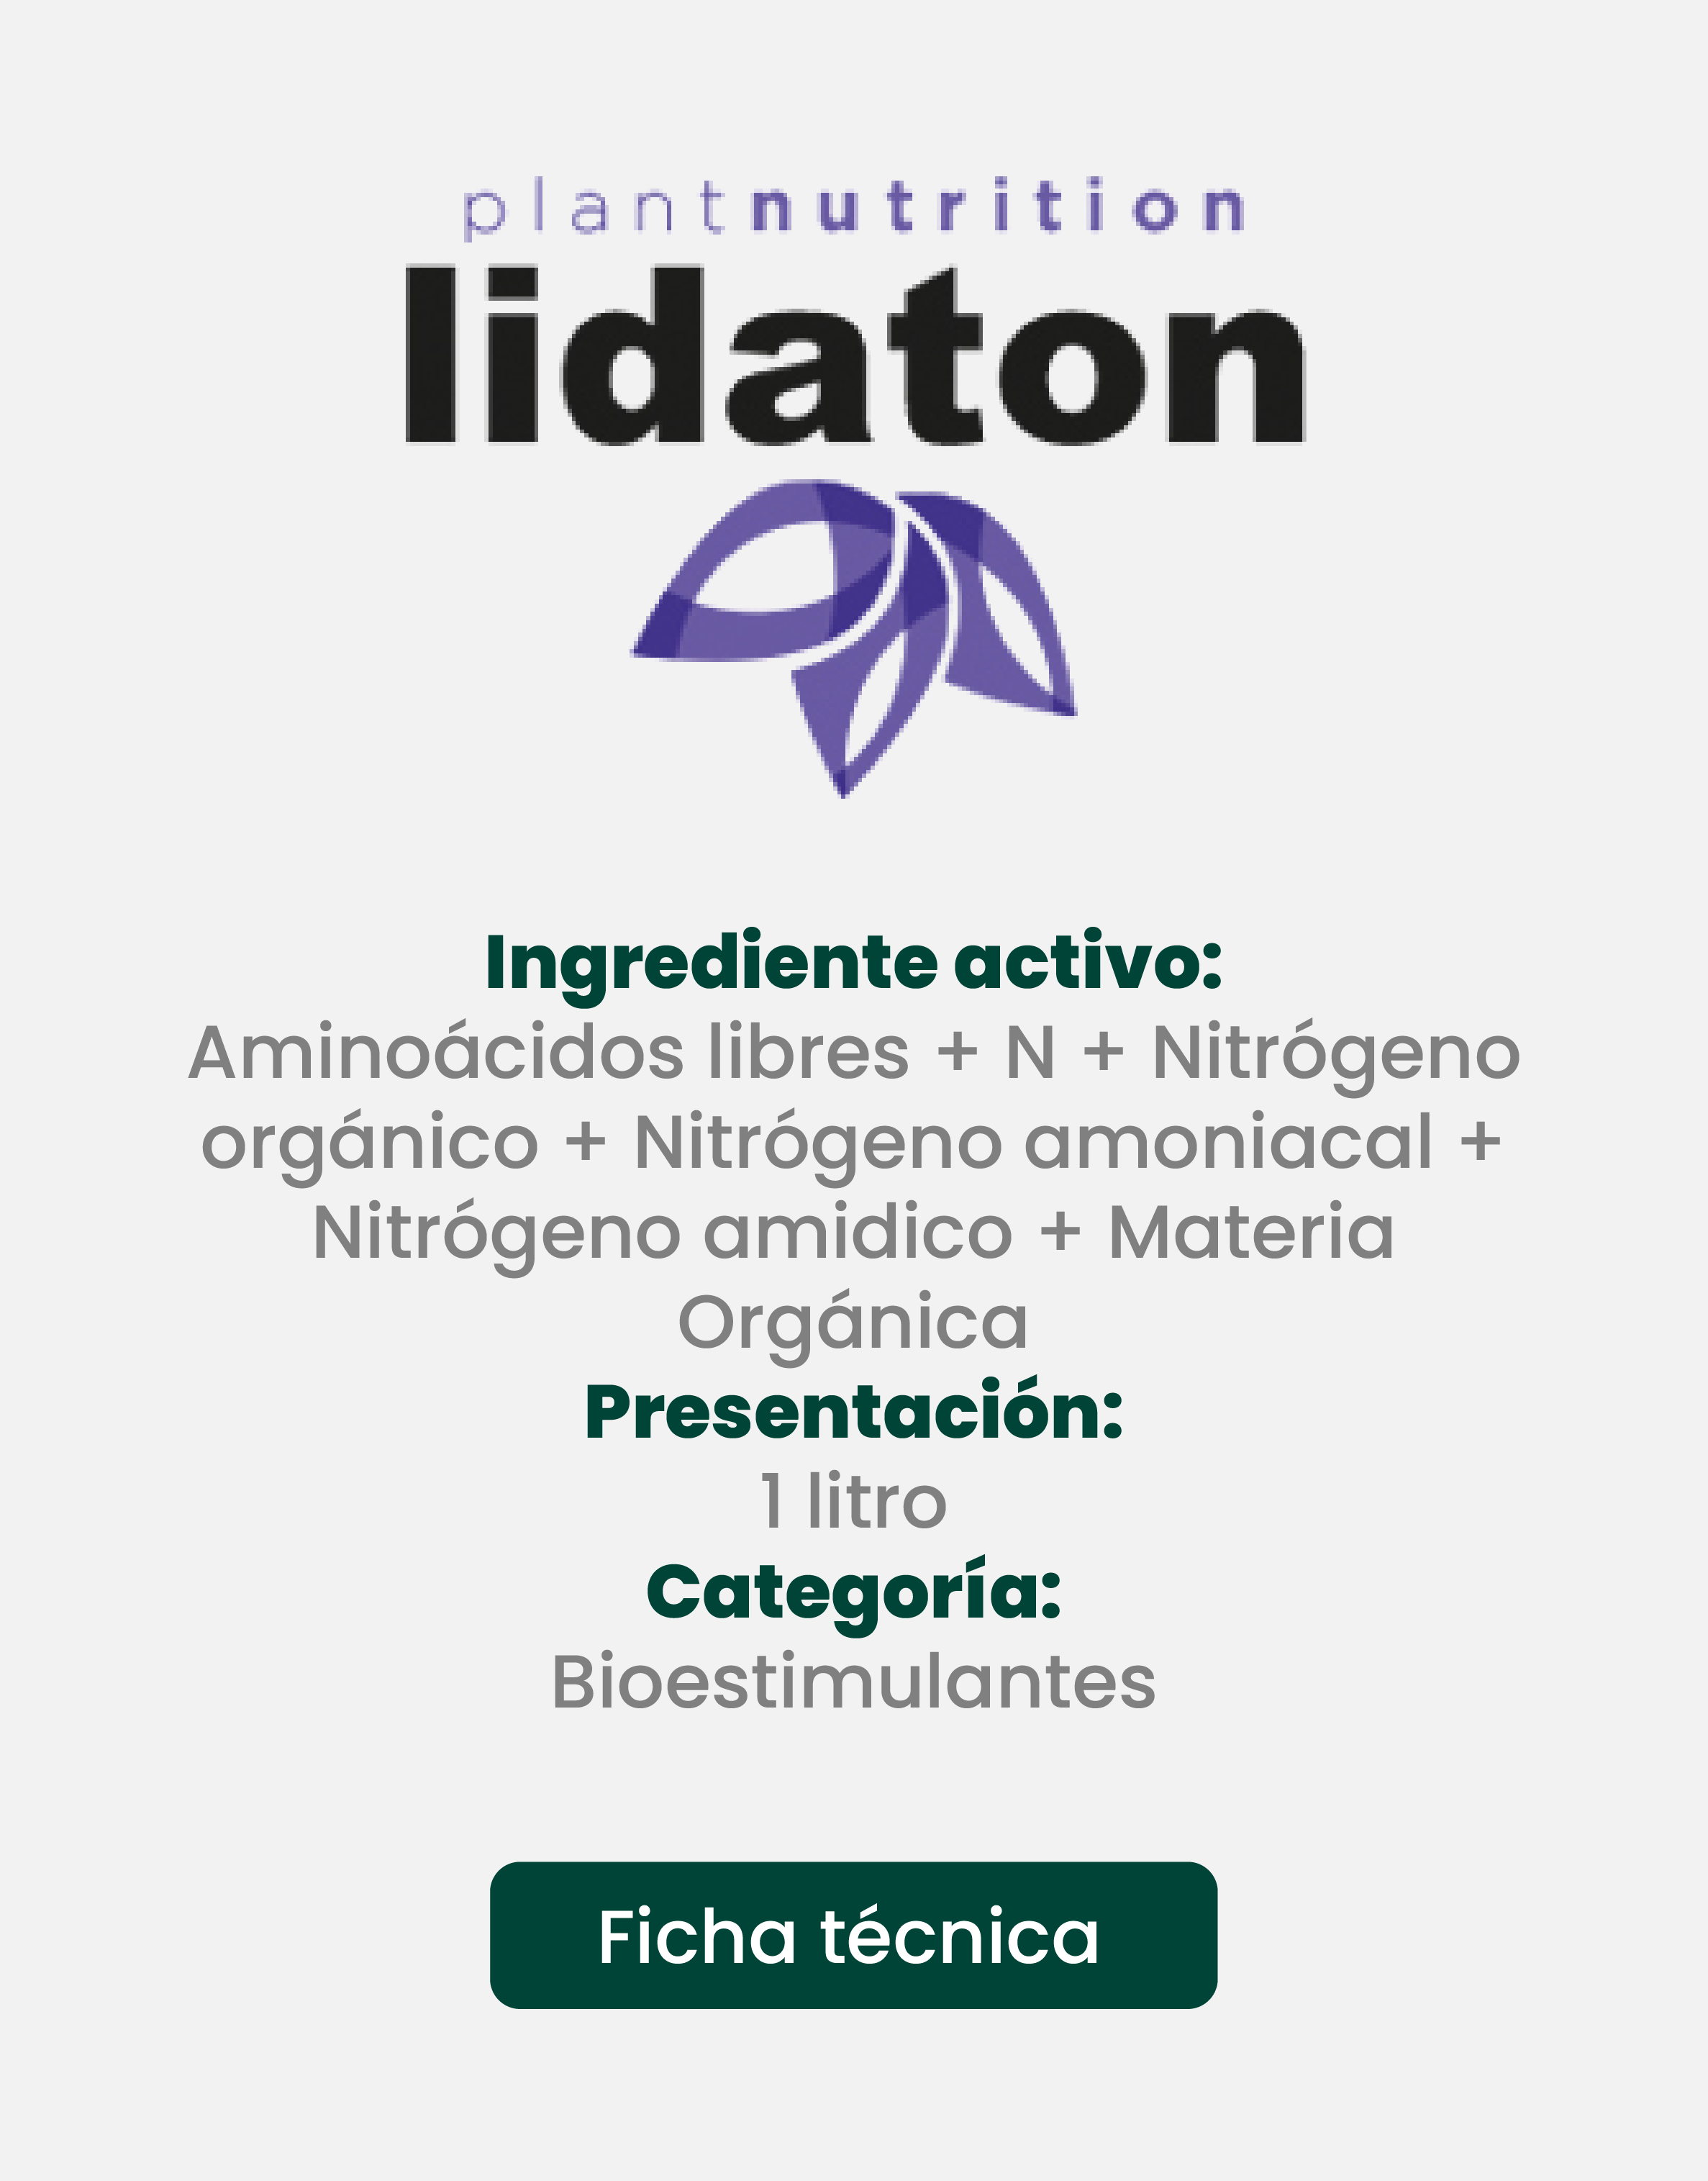 plantnutrition
lidaton
Ingrediente activo:
Aminoácidos libres + N + Nitrógeno
orgánico + Nitrógeno amoniacal +
Nitrógeno amidico + Materia
Orgánica
Presentación:
1 litro
Categoría:
Bioestimulantes
Ficha técnica